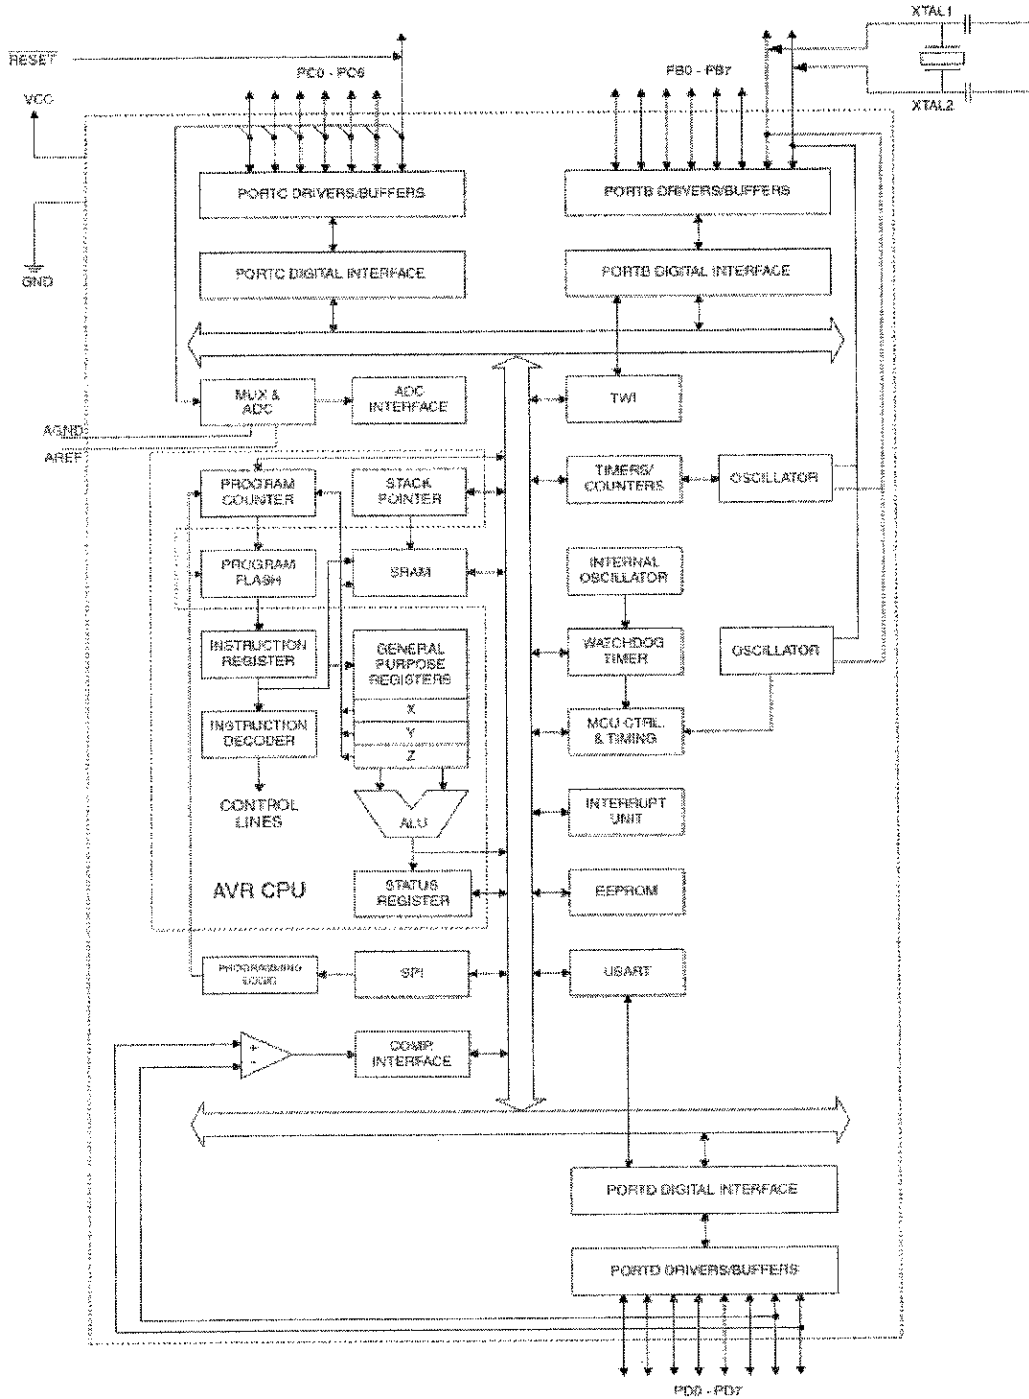 XTAL1
RESET
PC0 - PC6
PB0 - PB7
VCC
XTAL2
PORTC DRIVERS/BUFFERS
PORTB DRIVERS/BUFFERS
PORTC DIGITAL INTERFACE
PORTB DIGITAL INTERFACE
GND
MUX &
ADC
ADC
INTERFACE
TWI
AGND
AREF
PROGRAM
COUNTER
STACK
POINTER
TIMERS/
COUNTERS
OSCILLATOR
PROGRAM
FLASH
SRAM
INTERNAL
OSCILLATOR
INSTRUCTION
REGISTER
GENERAL
PURPOSE
REGISTERS
WATCHDOG
TIMER
OSCILLATOR
X
INSTRUCTION
DECODER
Y
MCU CTRL.
& TIMING
Z
CONTROL
LINES
ALU
INTERRUPT
UNIT
AVR CPU
STATUS
REGISTER
EEPROM
PROGRAMMING
LOGIC
SPI
USART
+
-
COMP.
INTERFACE
PORTD DIGITAL INTERFACE
PORTD DRIVERS/BUFFERS
PD0 - PD7